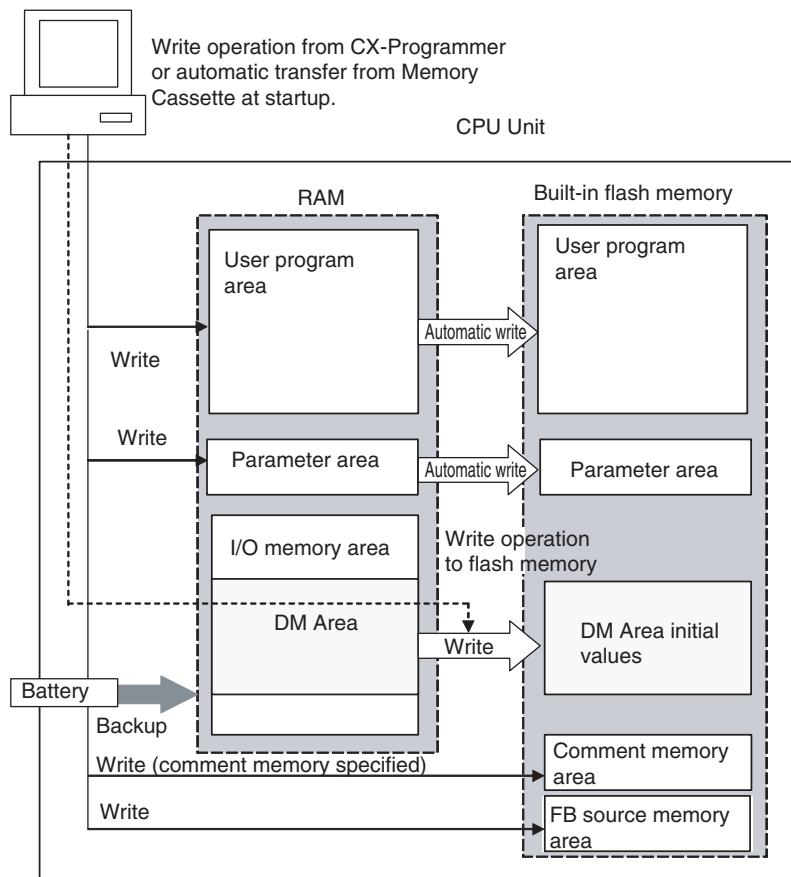 Write operation from CX-Programmer
or automatic transfer from Memory
Cassette at startup.
CPU Unit
RAM
Built-in flash memory
User program
area
User program
area
Automatic write
Write
Write
Parameter area
Automatic write
Parameter area
I/O memory area
Write operation
to flash memory
DM Area
Write
DM Area initial
values
Battery
Backup
Write (comment memory specified)
Comment memory
area
Write
FB source memory
area